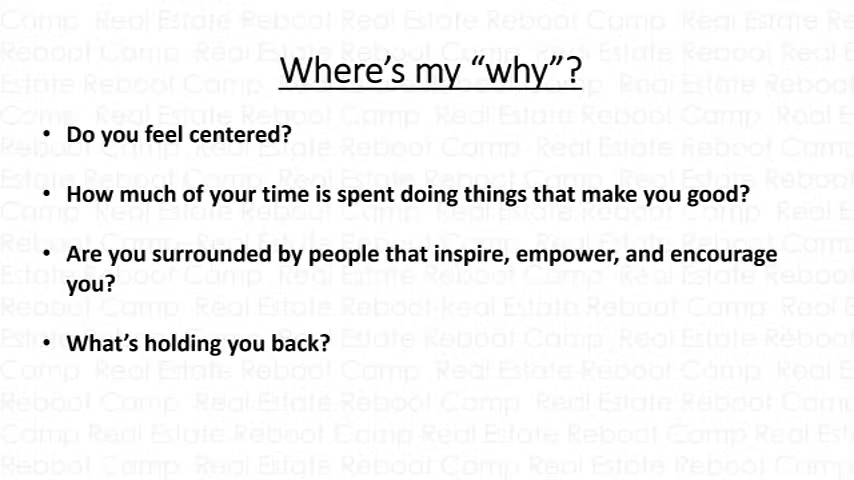 Where’s my “why”?
• Do you feel centered?
• How much of your time is spent doing things that make you good?
• Are you surrounded by people that inspire, empower, and encourage
you?
• What’s holding you back?